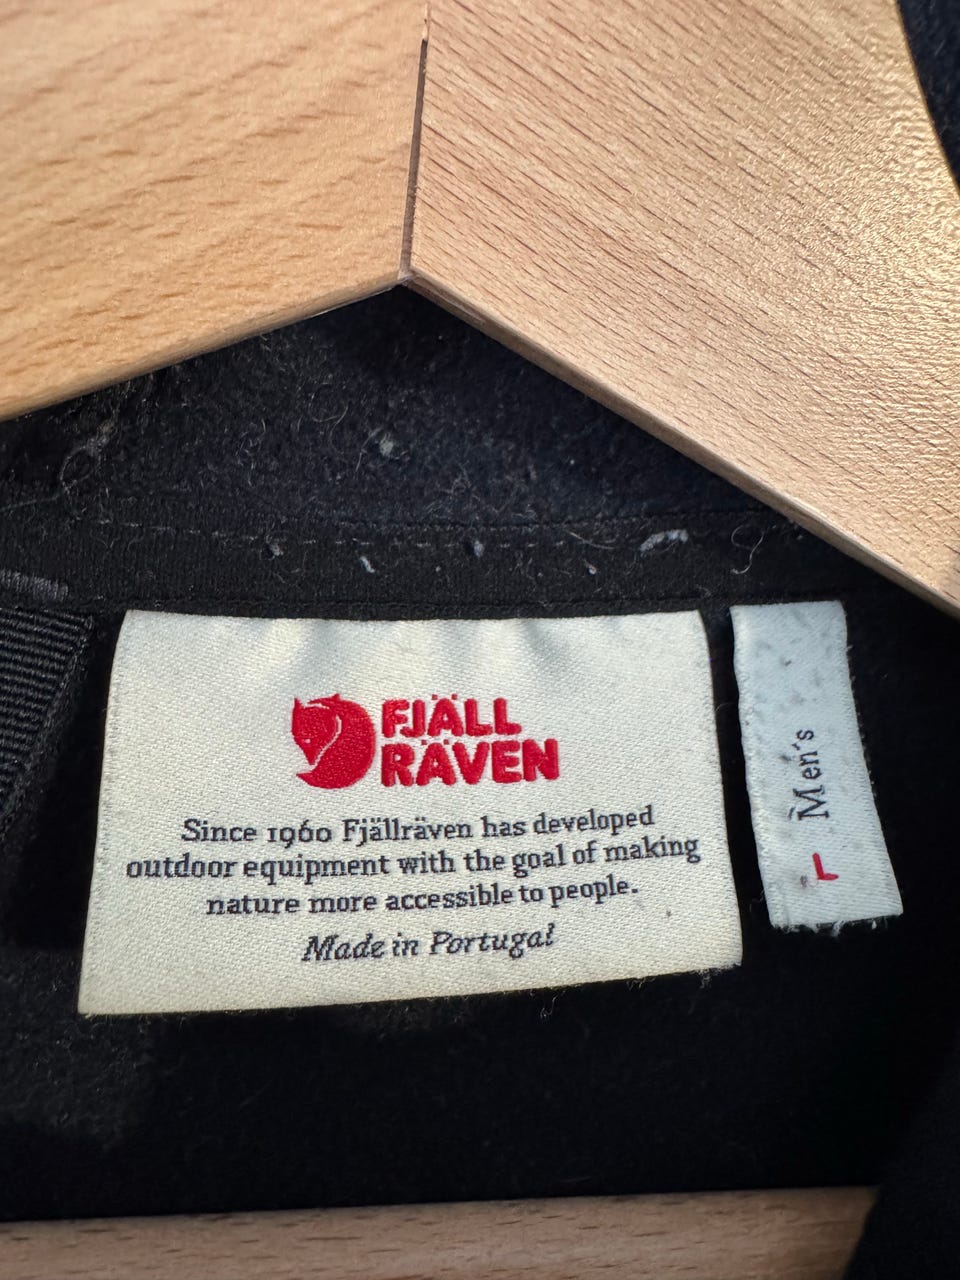 FJÄLL
RÄVEN
Since 1960 Fjällräven has developed
outdoor equipment with the goal of making
nature more accessible to people.
Made in Portugal
L Men's